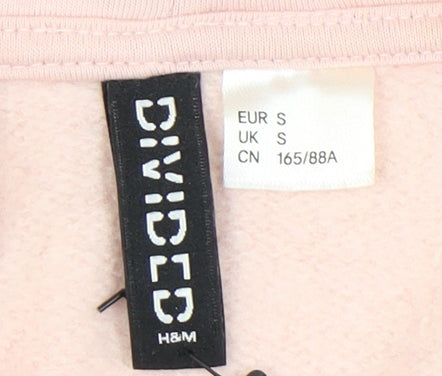 DIVIDED
H&M
EUR S
UK S
CN 165/88A